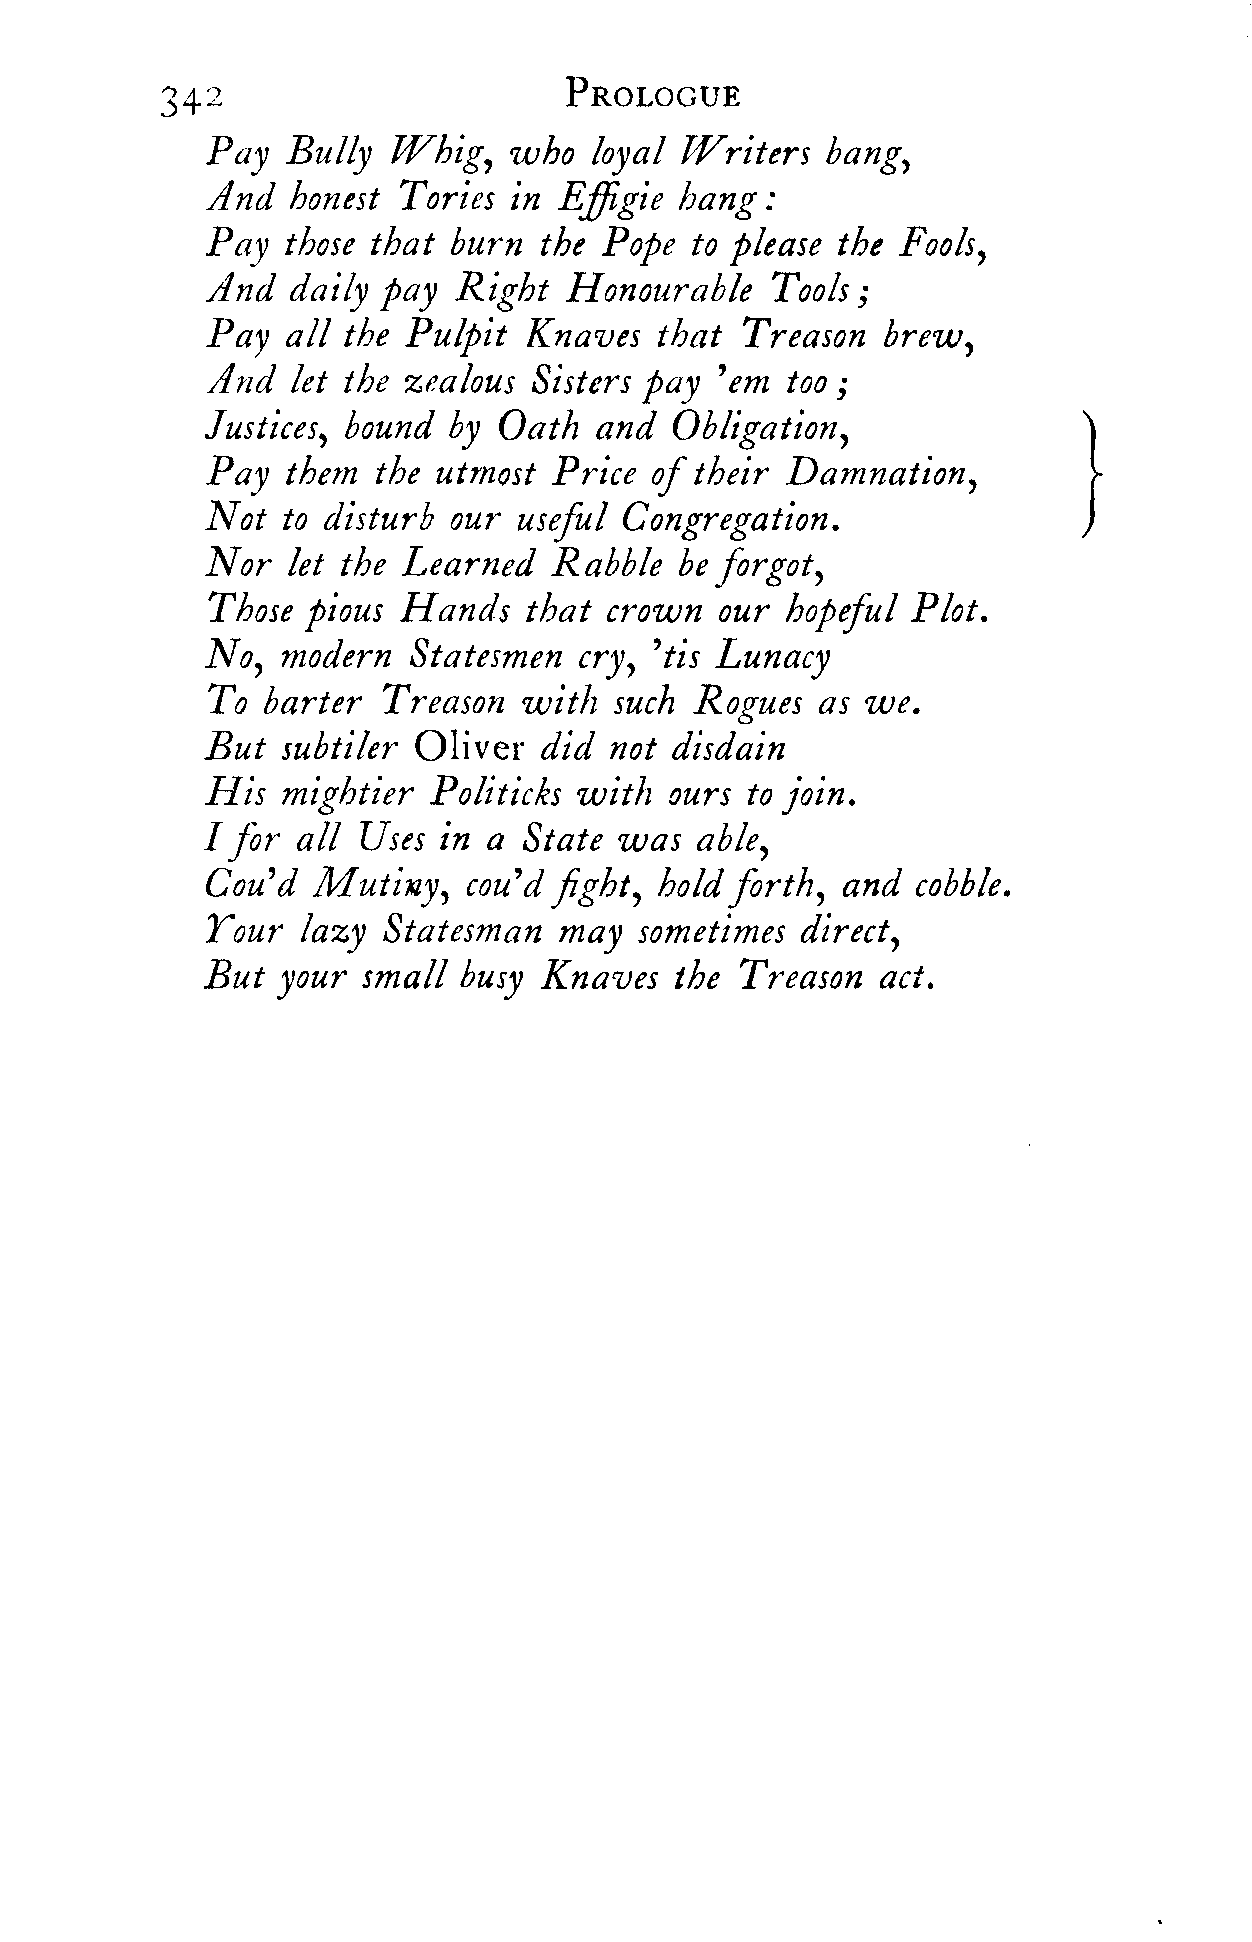 342 PROLOGUE
Pay Bully Whig, who loyal Writers bang,
And honest Tories in Effigie hang :
Pay those that burn the Pope to please the Fools,
And daily pay Right Honourable Tools ;
Pay all the Pulpit Knaves that Treason brew,
And let the zealous Sisters pay 'em too ;
Justices, bound by Oath and Obligation,
Pay them the utmost Price of their Damnation,
Not to disturb our useful Congregation.
Nor let the Learned Rabble be forgot,
Those pious Hands that crown our hopeful Plot.
No, modern Statesmen cry, 'tis Lunacy
To barter Treason with such Rogues as we.
But subtiler Oliver did not disdain
His mightier Politicks with ours to join.
I for all Uses in a State was able,
Cou'd Mutiny, cou'd fight, hold forth, and cobble.
Your lazy Statesman may sometimes direct,
But your small busy Knaves the Treason act.